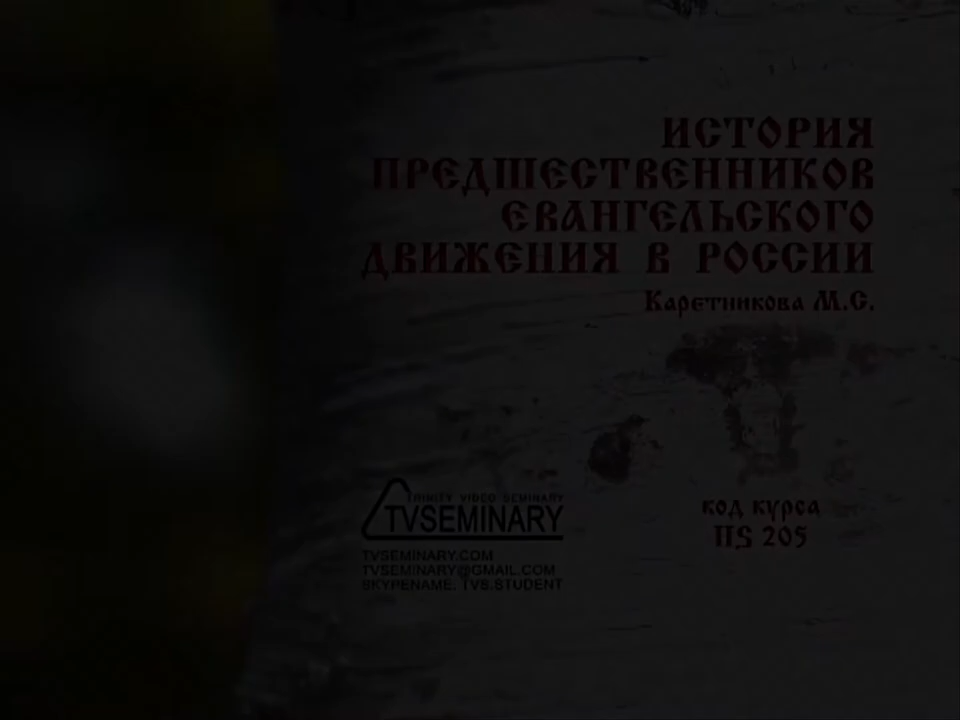 ИСТОРИЯ
ПРЕДШЕСТВЕННИКОВ
ЕВАНГЕЛЬСКОГО
ДВИЖЕНИЯ В РОССИИ
Каретникова М.С.
TRINITY VIDEO SEMINARY
TVSEMINARY
TVSEMINARY.COM
TVSEMINARY@GMAIL.COM
SKYPENAME: TVS.STUDENT
код курса
ПS 205